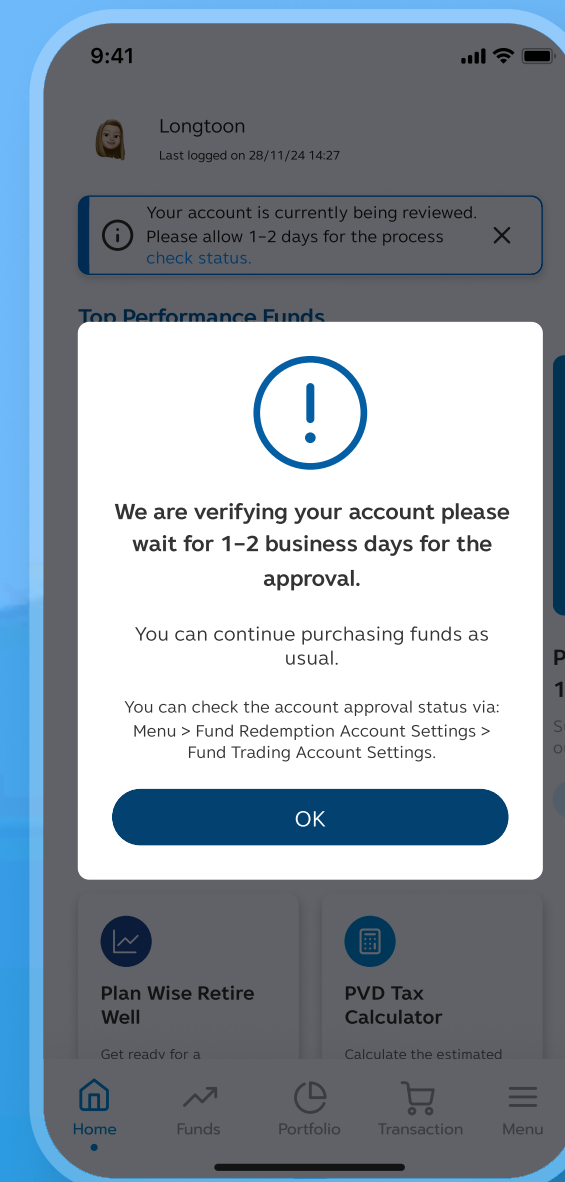 9:41
Longtoon
Last logged on 28/11/24 14:27
Your account is currently being reviewed.
Please allow 1-2 days for the process
check status.
Top Performance Funds
We are verifying your account please
wait for 1-2 business days for the
approval.
You can continue purchasing funds as
usual.
You can check the account approval status via:
Menu > Fund Redemption Account Settings >
Fund Trading Account Settings.
OK
Plan Wise Retire
Well
Get ready for a
PVD Tax
Calculator
Calculate the estimated
Home
Funds
Portfolio
Transaction
Menu